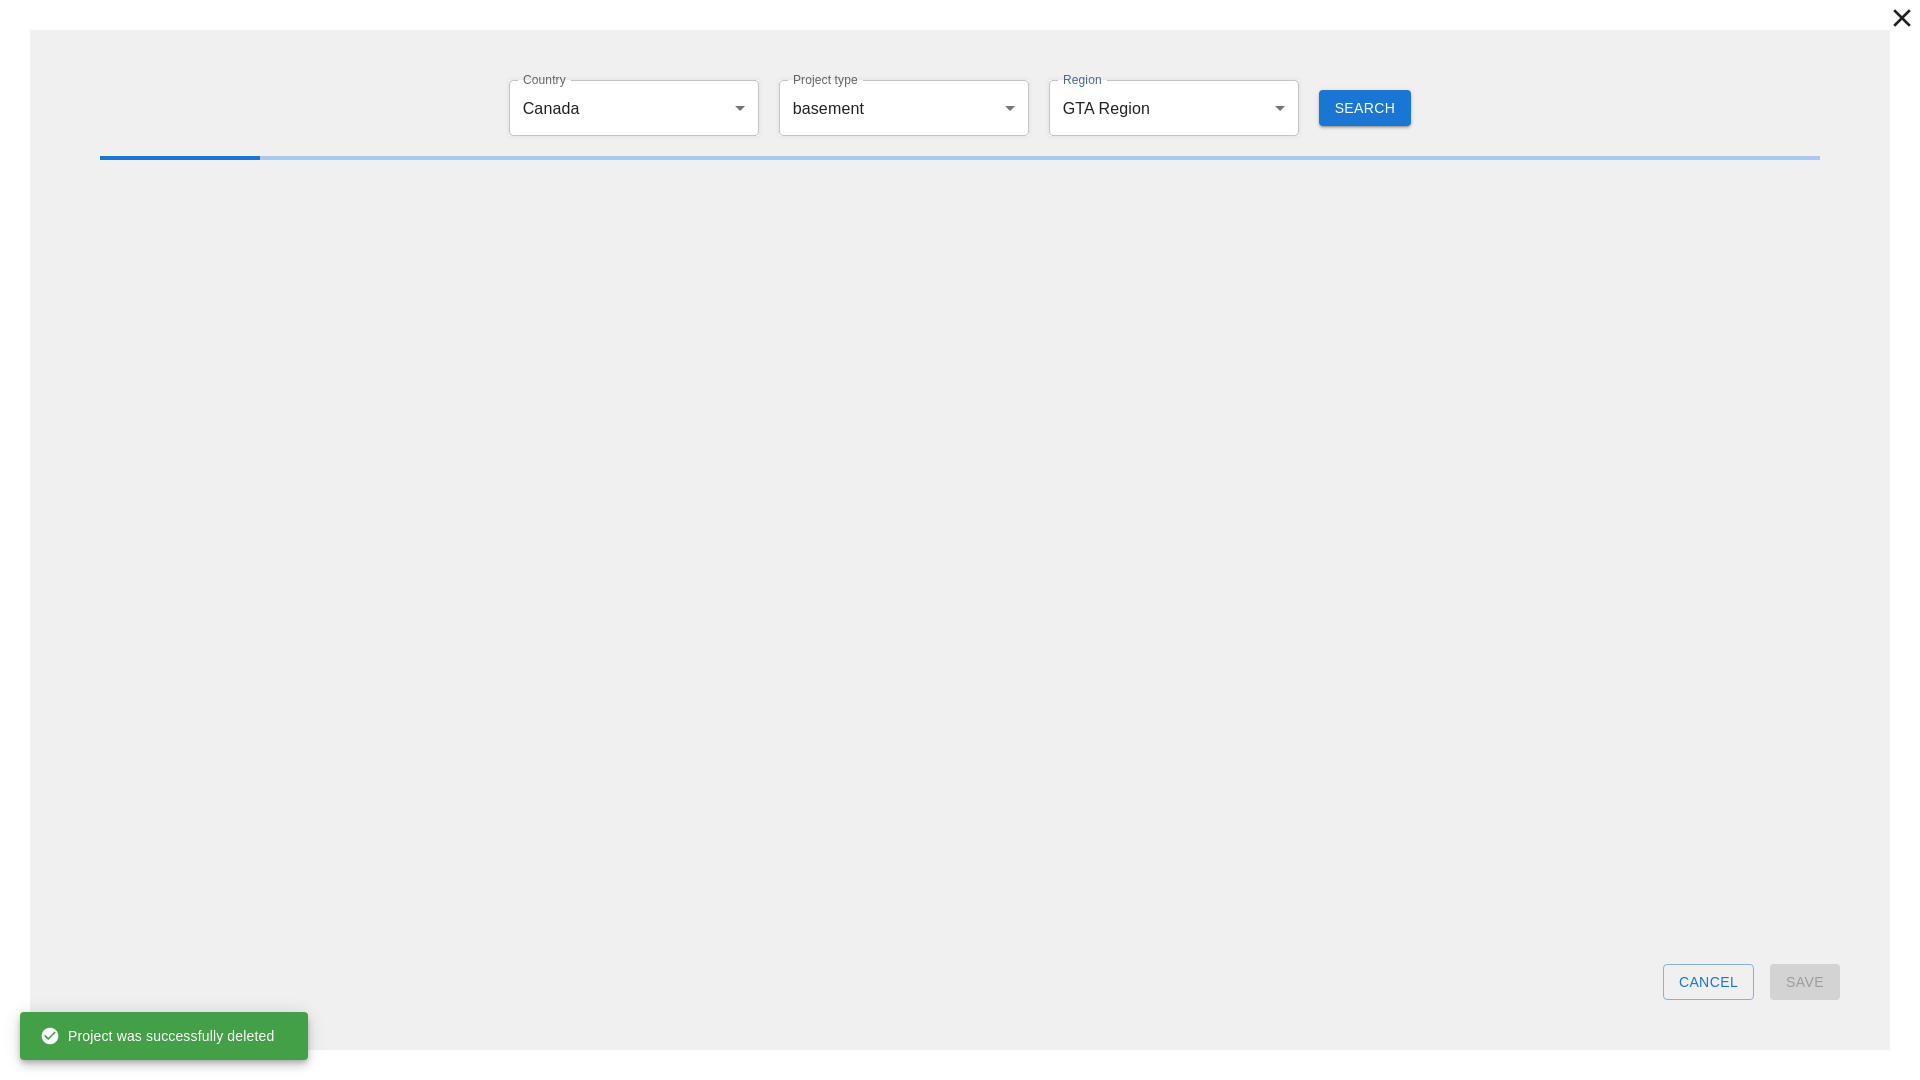 Country
Canada
Project type
basement
Region
GTA Region
SEARCH
CANCEL
SAVE
Project was successfully deleted